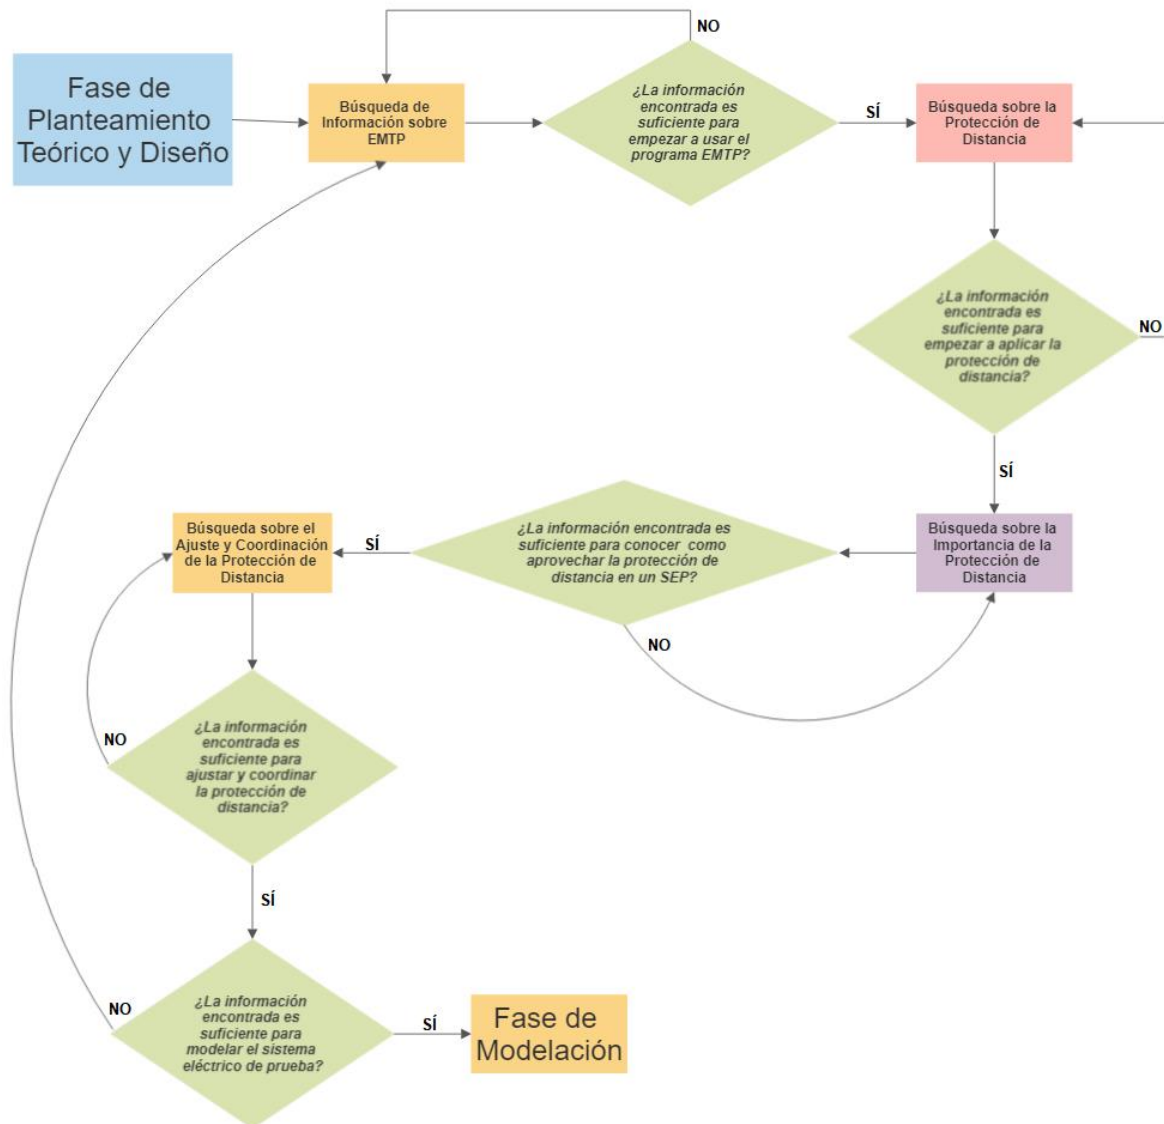 Fase de
Planteamiento
Teórico y Diseño
Búsqueda de
Información sobre
EMTP
NO
¿La información
encontrada es
suficiente para
empezar a usar el
programa EMTP?
SÍ
Búsqueda sobre la
Protección de
Distancia
¿La información
encontrada es
suficiente para
empezar a aplicar la
protección de
distancia?
NO
SÍ
Búsqueda sobre la
Importancia de la
Protección de
Distancia
¿La información encontrada es
suficiente para conocer como
aprovechar la protección de
distancia en un SEP?
NO
SÍ
Búsqueda sobre el
Ajuste y Coordinación
de la Protección de
Distancia
¿La información
encontrada es
suficiente para
ajustar y coordinar
la protección de
distancia?
NO
SÍ
¿La información
encontrada es
suficiente para
modelar el sistema
eléctrico de prueba?
NO
SÍ
Fase de
Modelación